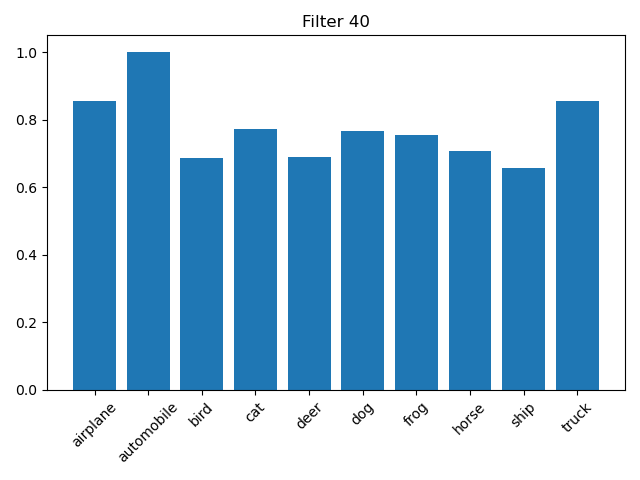 Filter 40
1.0
0.8
0.6
0.4
0.2
0.0
airplane
automobile
bird
cat
deer
dog
frog
horse
ship
truck